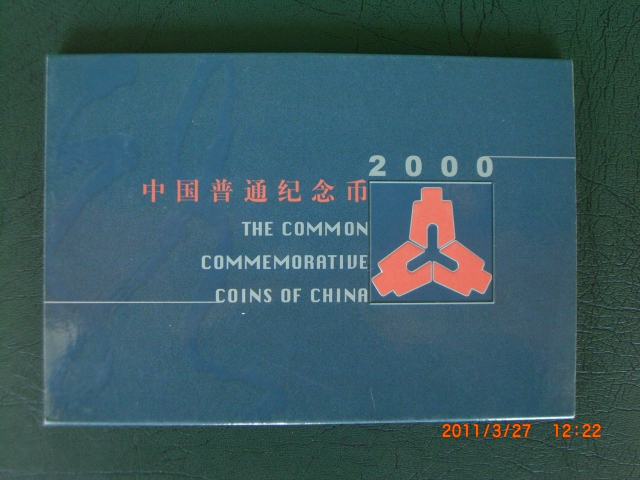 2000
中国普通纪念币
THE COMMON
COMMEMORATIVE
COINS OF CHINA
2011/3/27 12:22